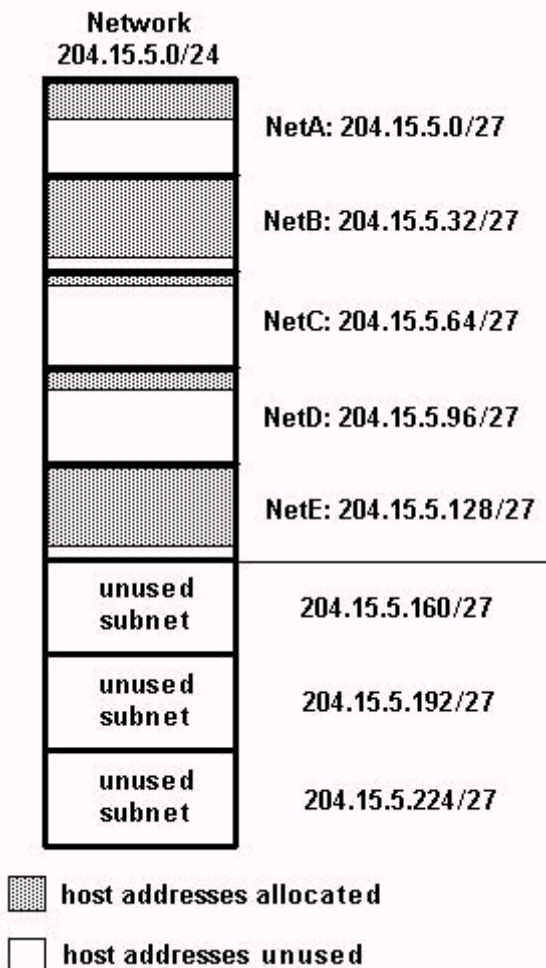 Network
204.15.5.0/24
NetA: 204.15.5.0/27
NetB: 204.15.5.32/27
NetC: 204.15.5.64/27
NetD: 204.15.5.96/27
NetE: 204.15.5.128/27
unused
subnet
204.15.5.160/27
unused
subnet
204.15.5.192/27
unused
subnet
204.15.5.224/27
host addresses allocated
host addresses unused